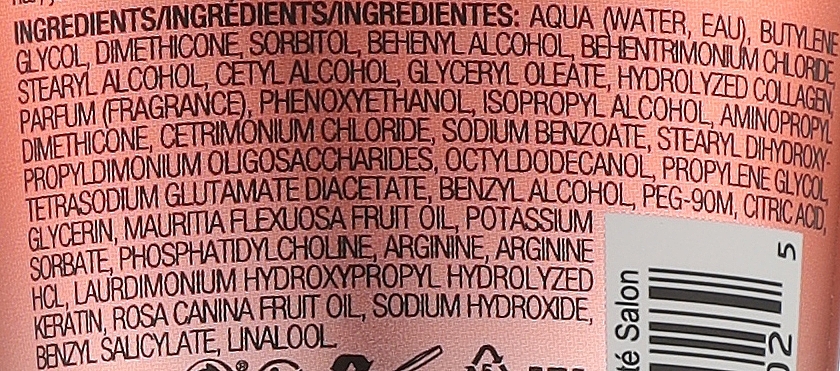 INGREDIENTS/INGRÉDIENTS/INGREDIENTES: AQUA (WATER, EAU), BUTYLENE
GLYCOL, DIMETHICONE, SORBITOL, BEHENYL ALCOHOL, BEHENTRIMONIUM CHLORIDE
STEARYL ALCOHOL, CETYL ALCOHOL, GLYCERYL OLEATE, HYDROLYZED COLLAGEN
PARFUM (FRAGRANCE), PHENOXYETHANOL, ISOPROPYL ALCOHOL, AMINOPROPYL
DIMETHICONE, CETRIMONIUM CHLORIDE, SODIUM BENZOATE, STEARYL DIHYDROXY-
PROPYLDIMONIUM OLIGOSACCHARIDES, OCTYLDODECANOL, PROPYLENE GLYCOL,
TETRASODIUM GLUTAMATE DIACETATE, BENZYL ALCOHOL, PEG-90M, CITRIC ACID,
GLYCERIN, MAURITIA FLEXUOSA FRUIT OIL, POTASSIUM
SORBATE, PHOSPHATIDYLCHOLINE, ARGININE, ARGININE
HCL, LAURDIMONIUM HYDROXYPROPYL HYDROLYZED
KERATIN, ROSA CANINA FRUIT OIL, SODIUM HYDROXIDE,
BENZYL SALICYLATE, LINALOOL.
té Salon
02
5